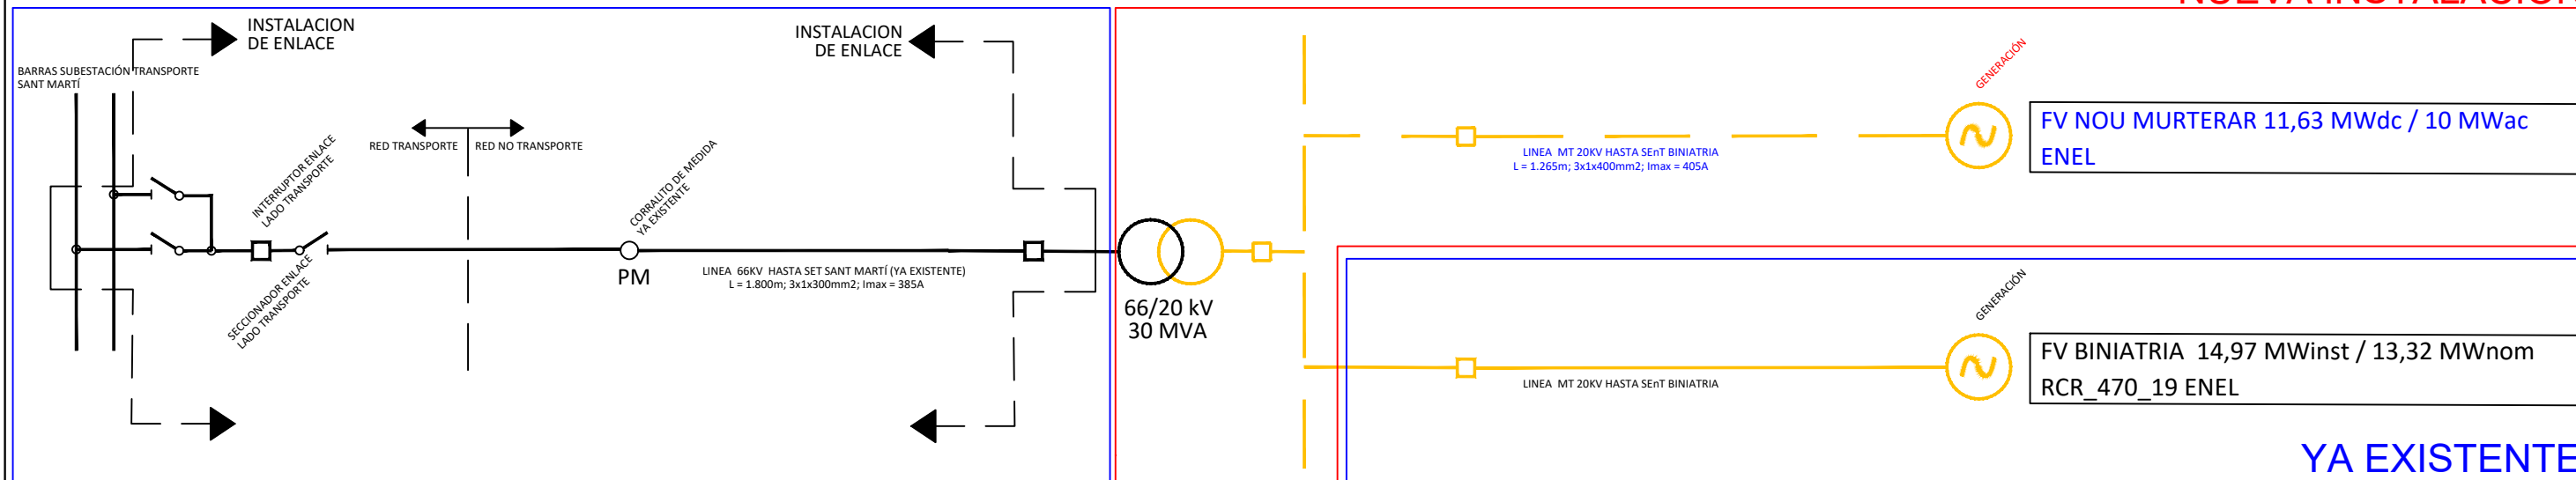 NUEVA INSTALACION
INSTALACION
DE ENLACE
INSTALACION
DE ENLACE
BARRAS SUBESTACIÓN TRANSPORTE
SANT MARTÍ
INTERRUPTOR ENLACE
LADO TRANSPORTE
RED TRANSPORTE
RED NO TRANSPORTE
CORRALITO DE MEDIDA
YA EXISTENTE
SECCIONADOR ENLACE
LADO TRANSPORTE
PM
LINEA 66KV HASTA SET SANT MARTÍ (YA EXISTENTE)
L = 1.800m; 3x1x300mm2; Imax = 385A
66/20 kV
30 MVA
GENERACIÓN
LINEA MT 20KV HASTA SEnT BINIATRIA
L = 1.265m; 3x1x400mm2; Imax = 405A
FV NOU MURTERAR 11,63 MWdc / 10 MWac
ENEL
GENERACIÓN
LINEA MT 20KV HASTA SEnT BINIATRIA
FV BINIATRIA 14,97 MWinst / 13,32 MWnom
RCR_470_19 ENEL
YA EXISTENTE